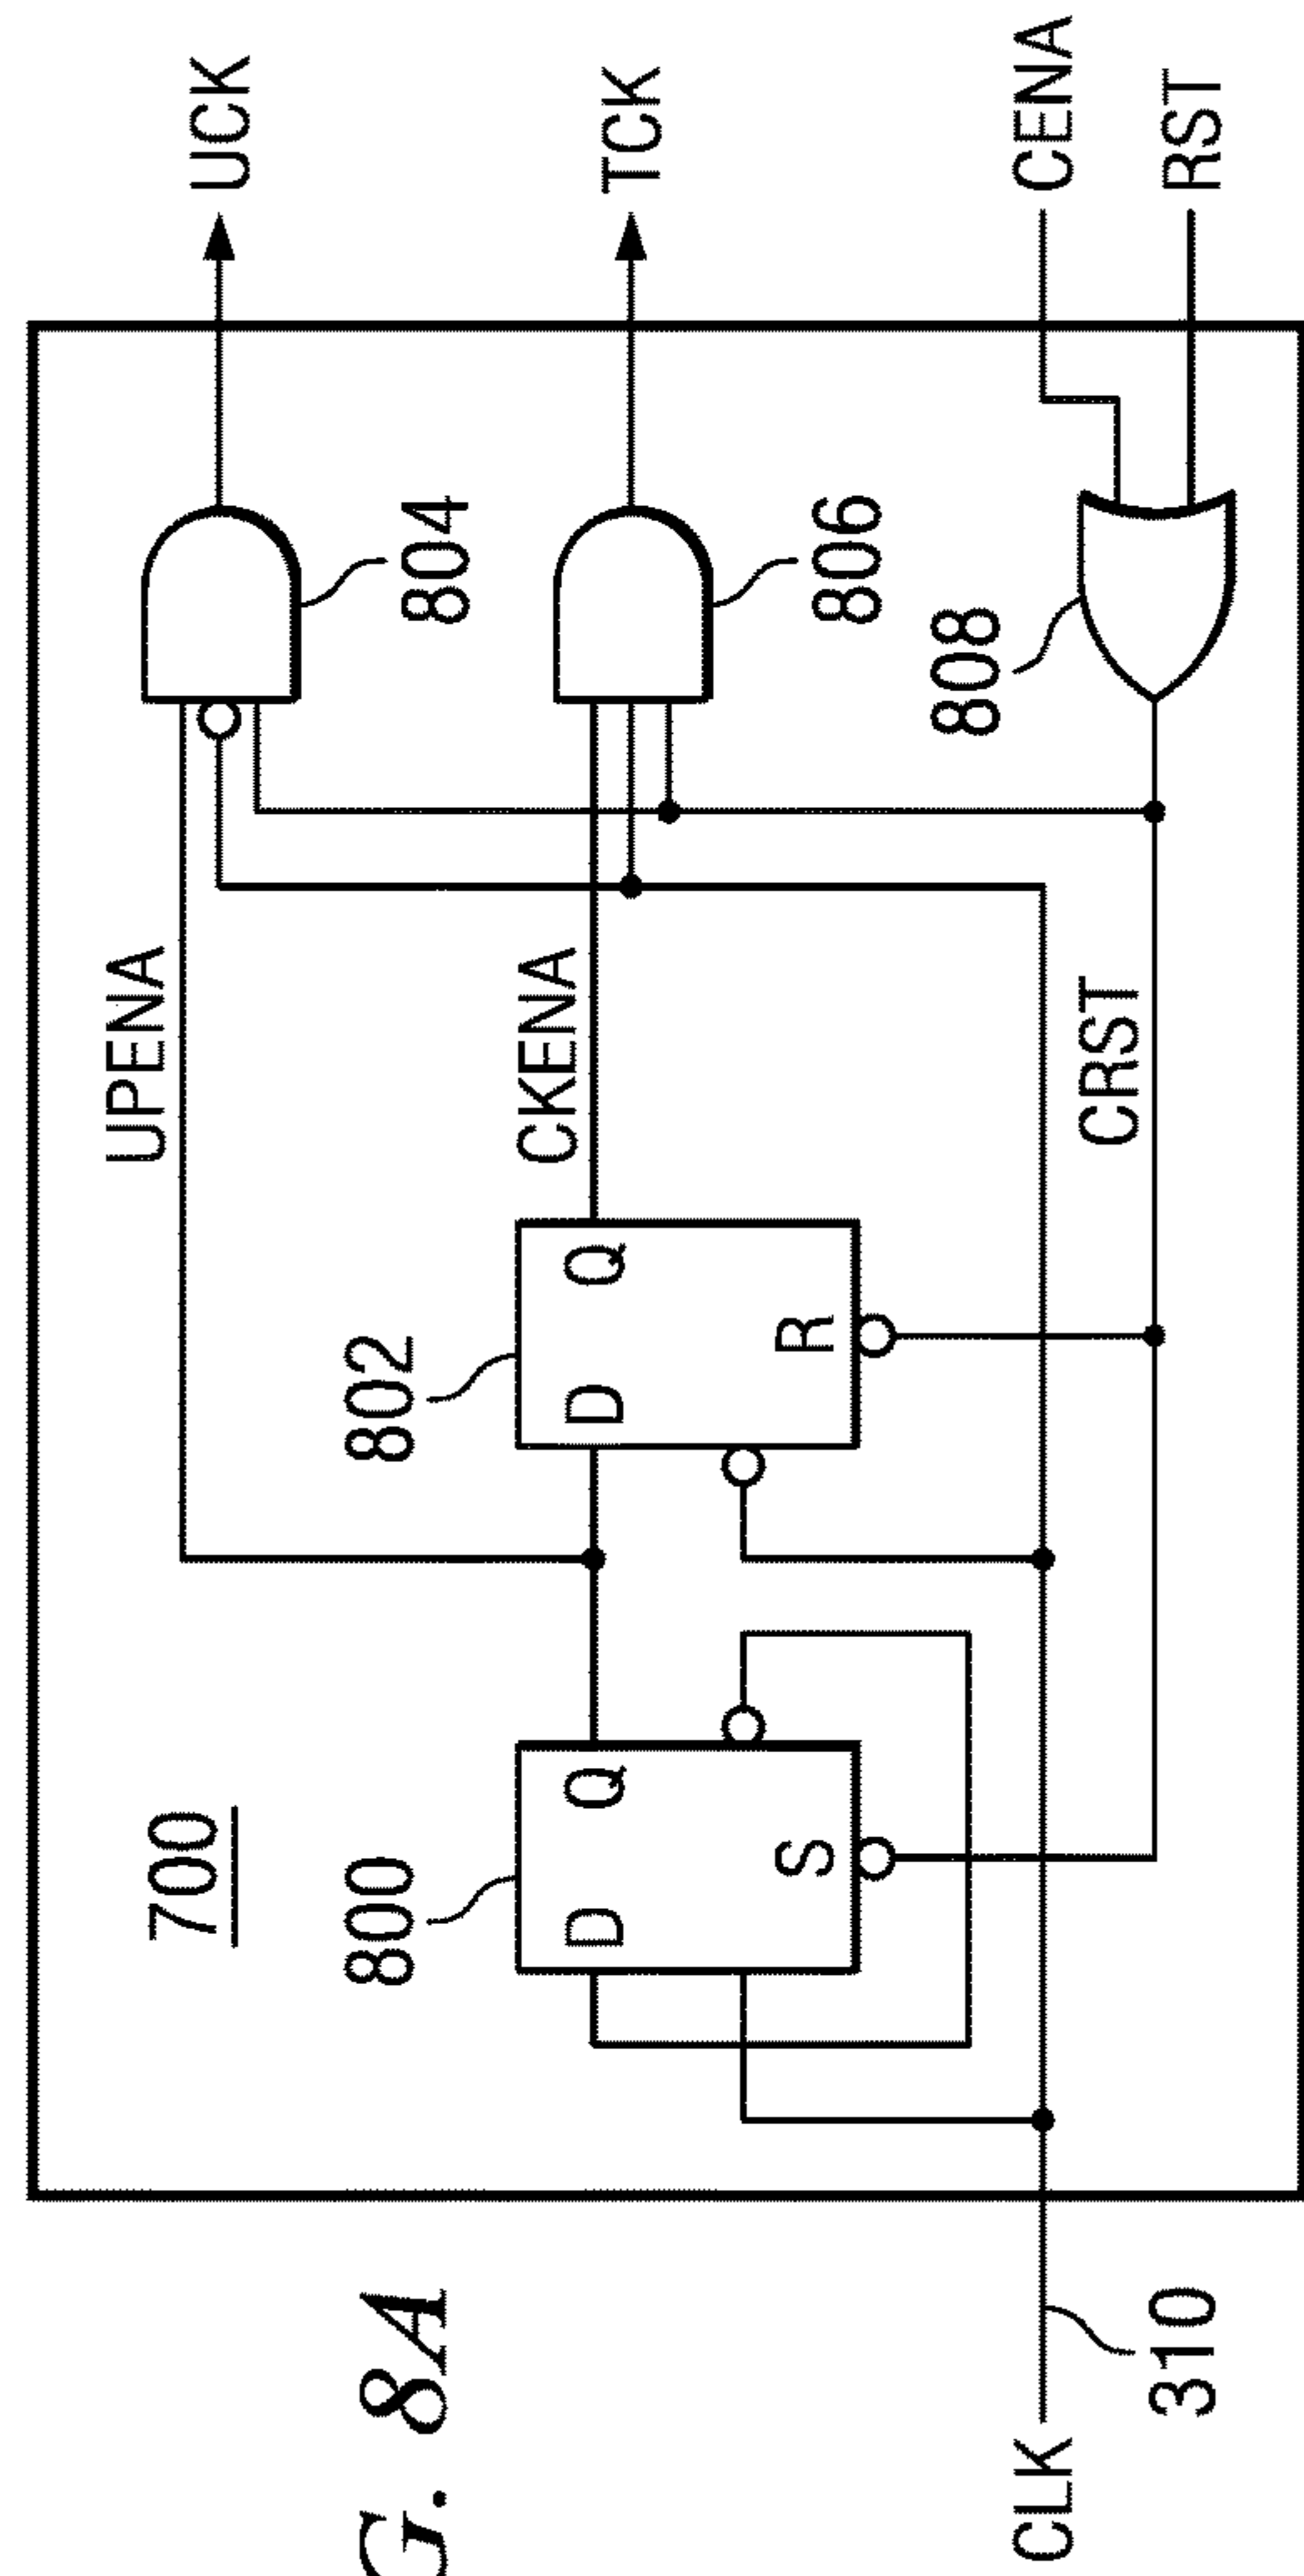 G. 8A
700
800
D
Q
S
802
D
Q
R
UPENA
CKENA
CRST
804
806
808
UCK
TCK
CENA
RST
CLK
310